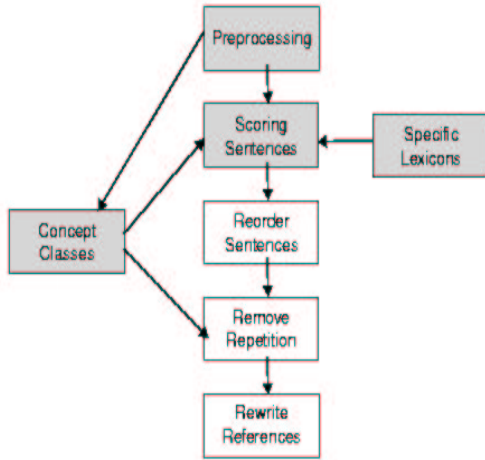 Preprocessing
Scoring
Sentences
Specific
Lexicons
Concept
Classes
Reorder
Sentences
Remove
Repetition
Rewrite
References